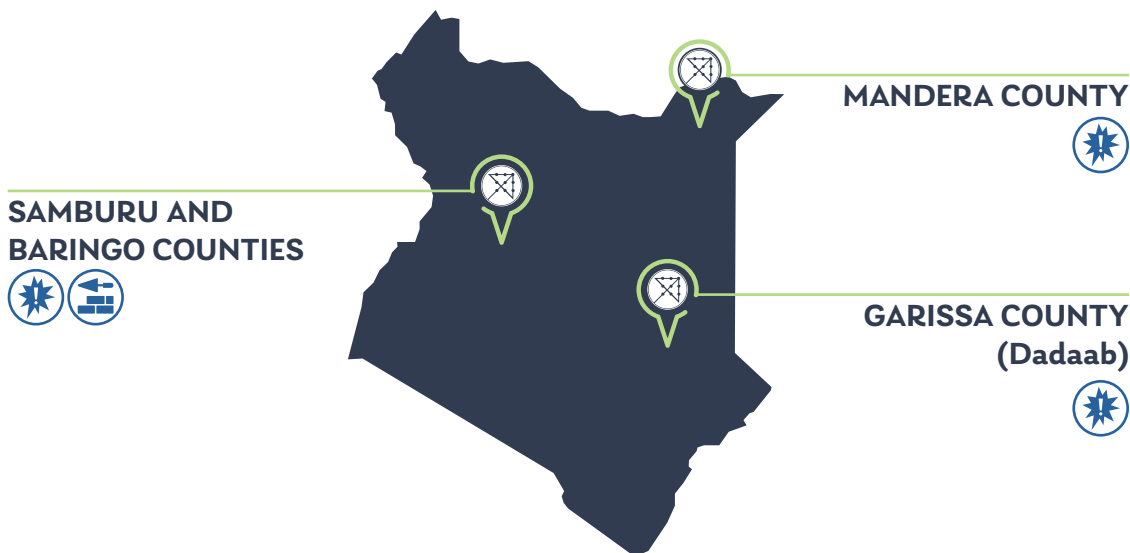 MANDERA COUNTY
SAMBURU AND
BARINGO COUNTIES
GARISSA COUNTY
(Dadaab)